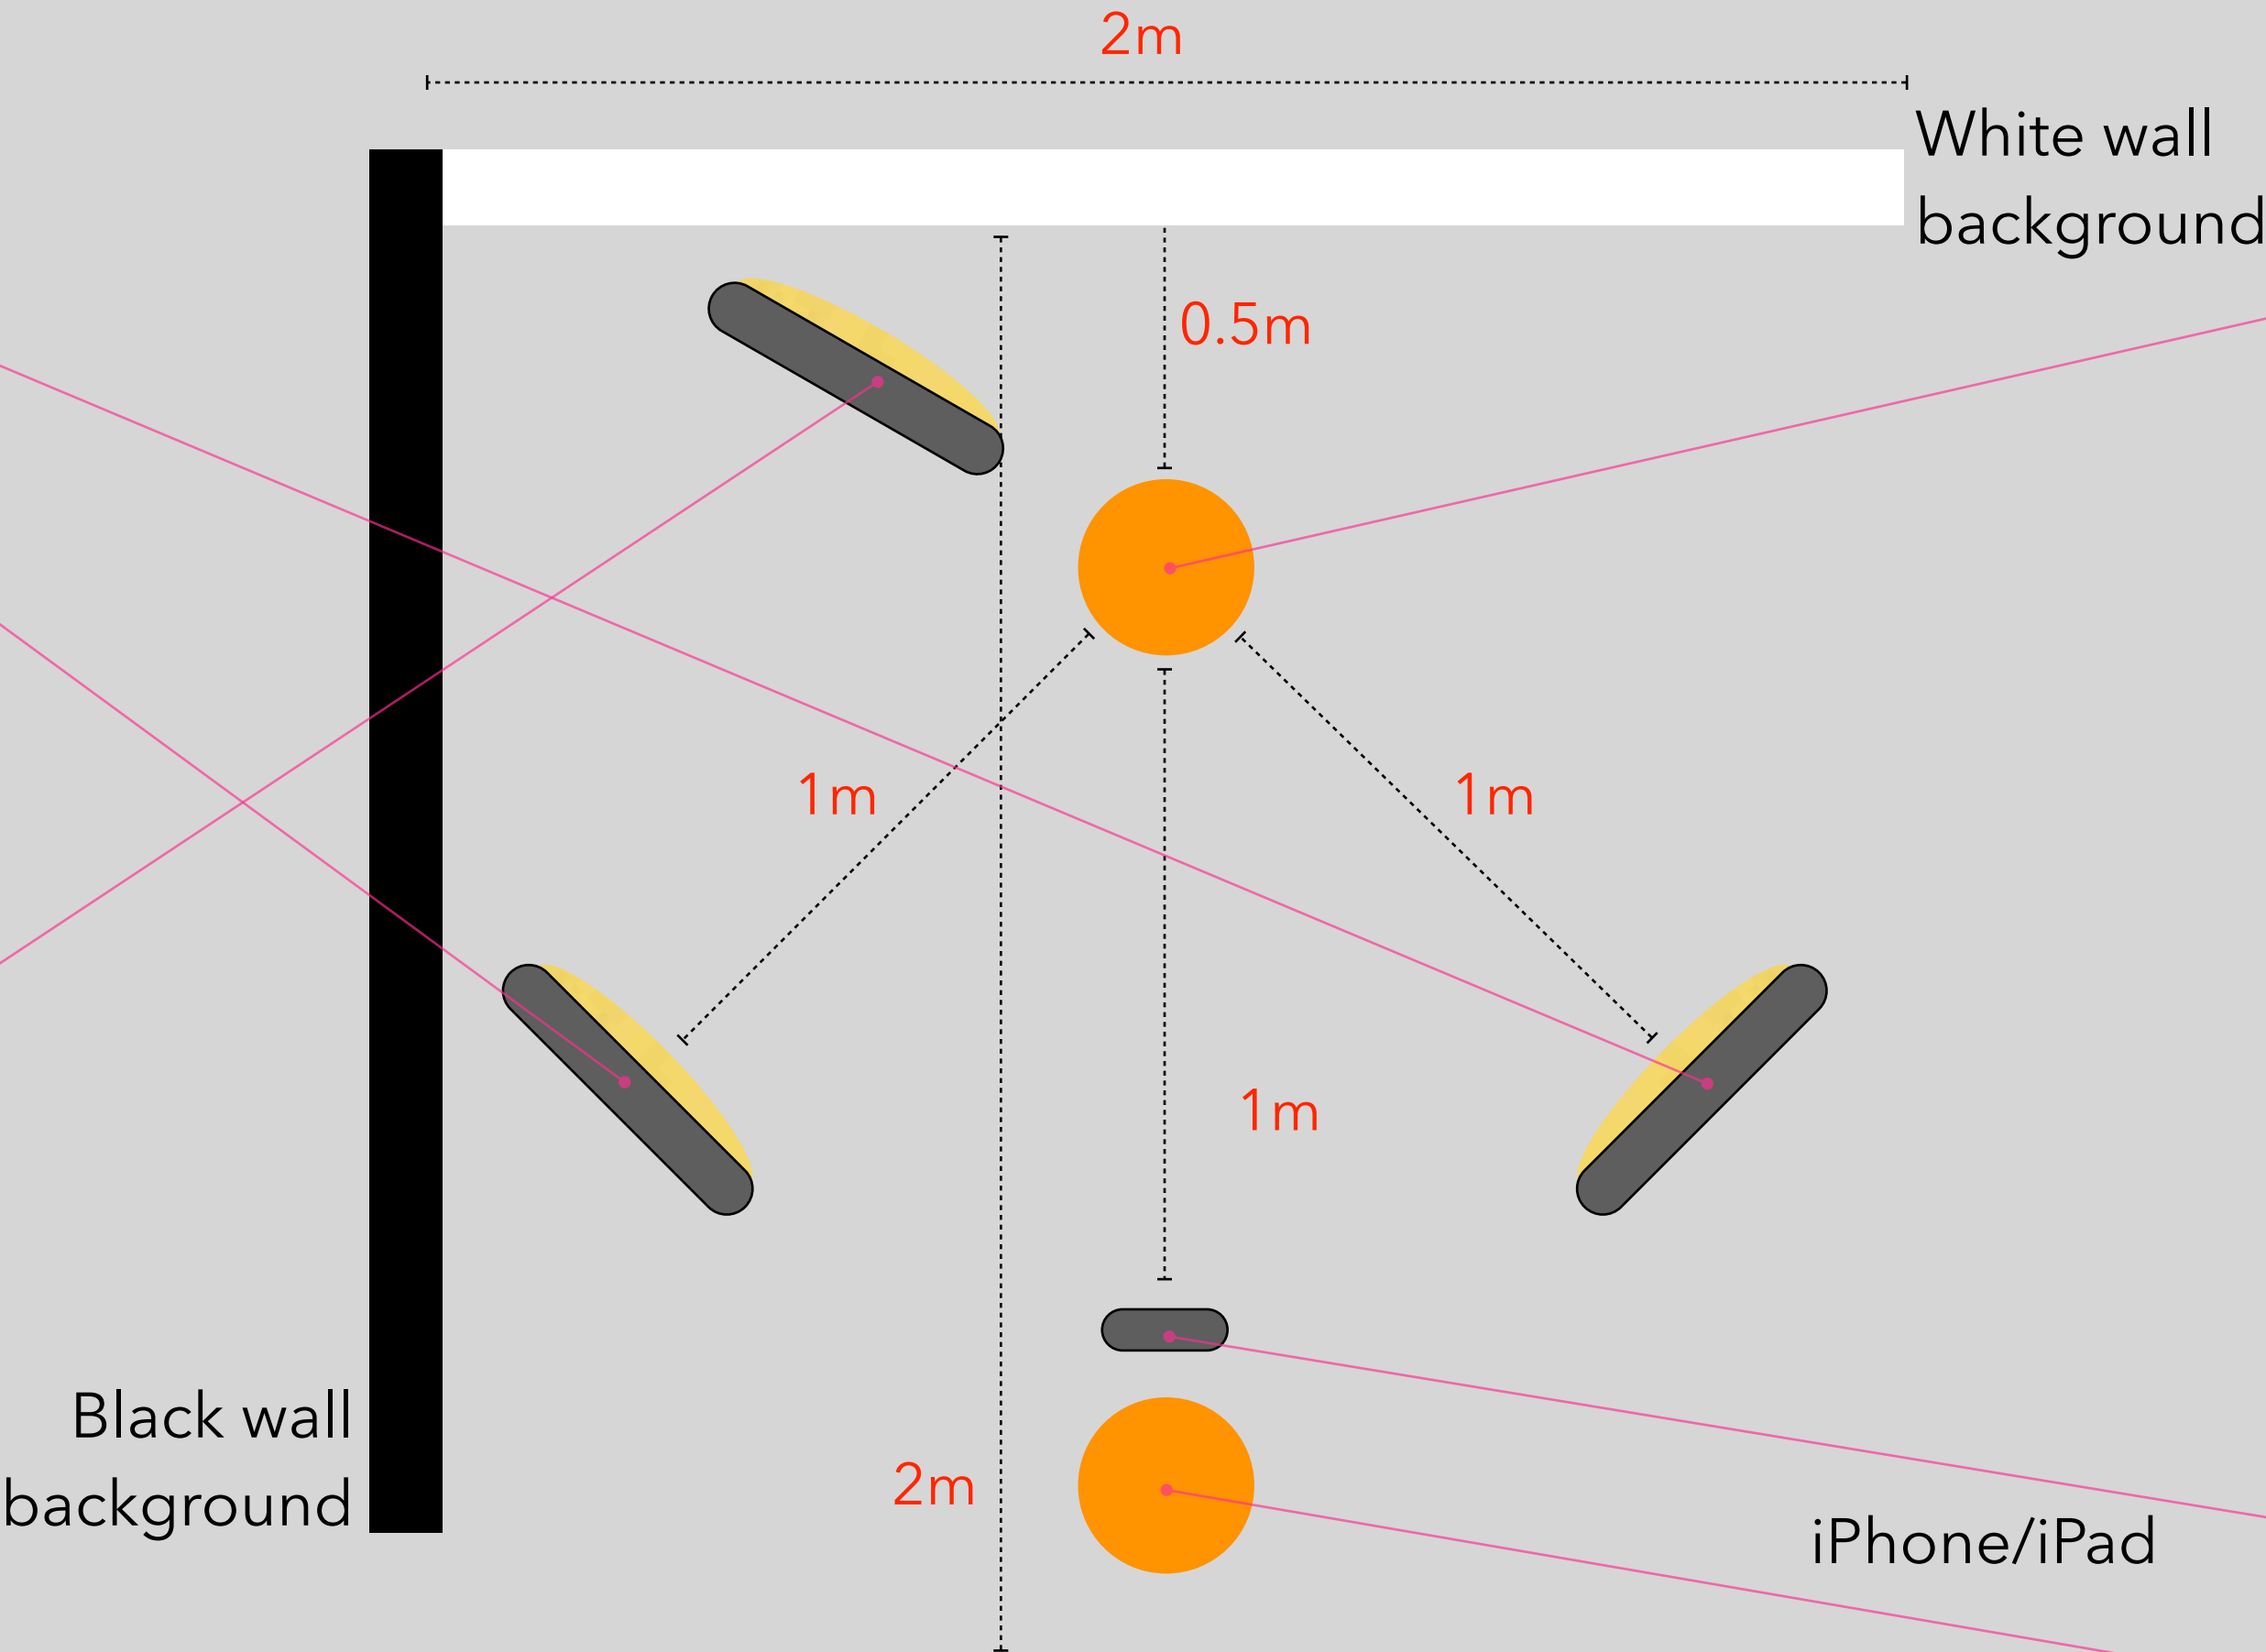 2m
White wall
background
0.5m
1m
1m
1m
Black wall
background
2m
iPhone/iPad